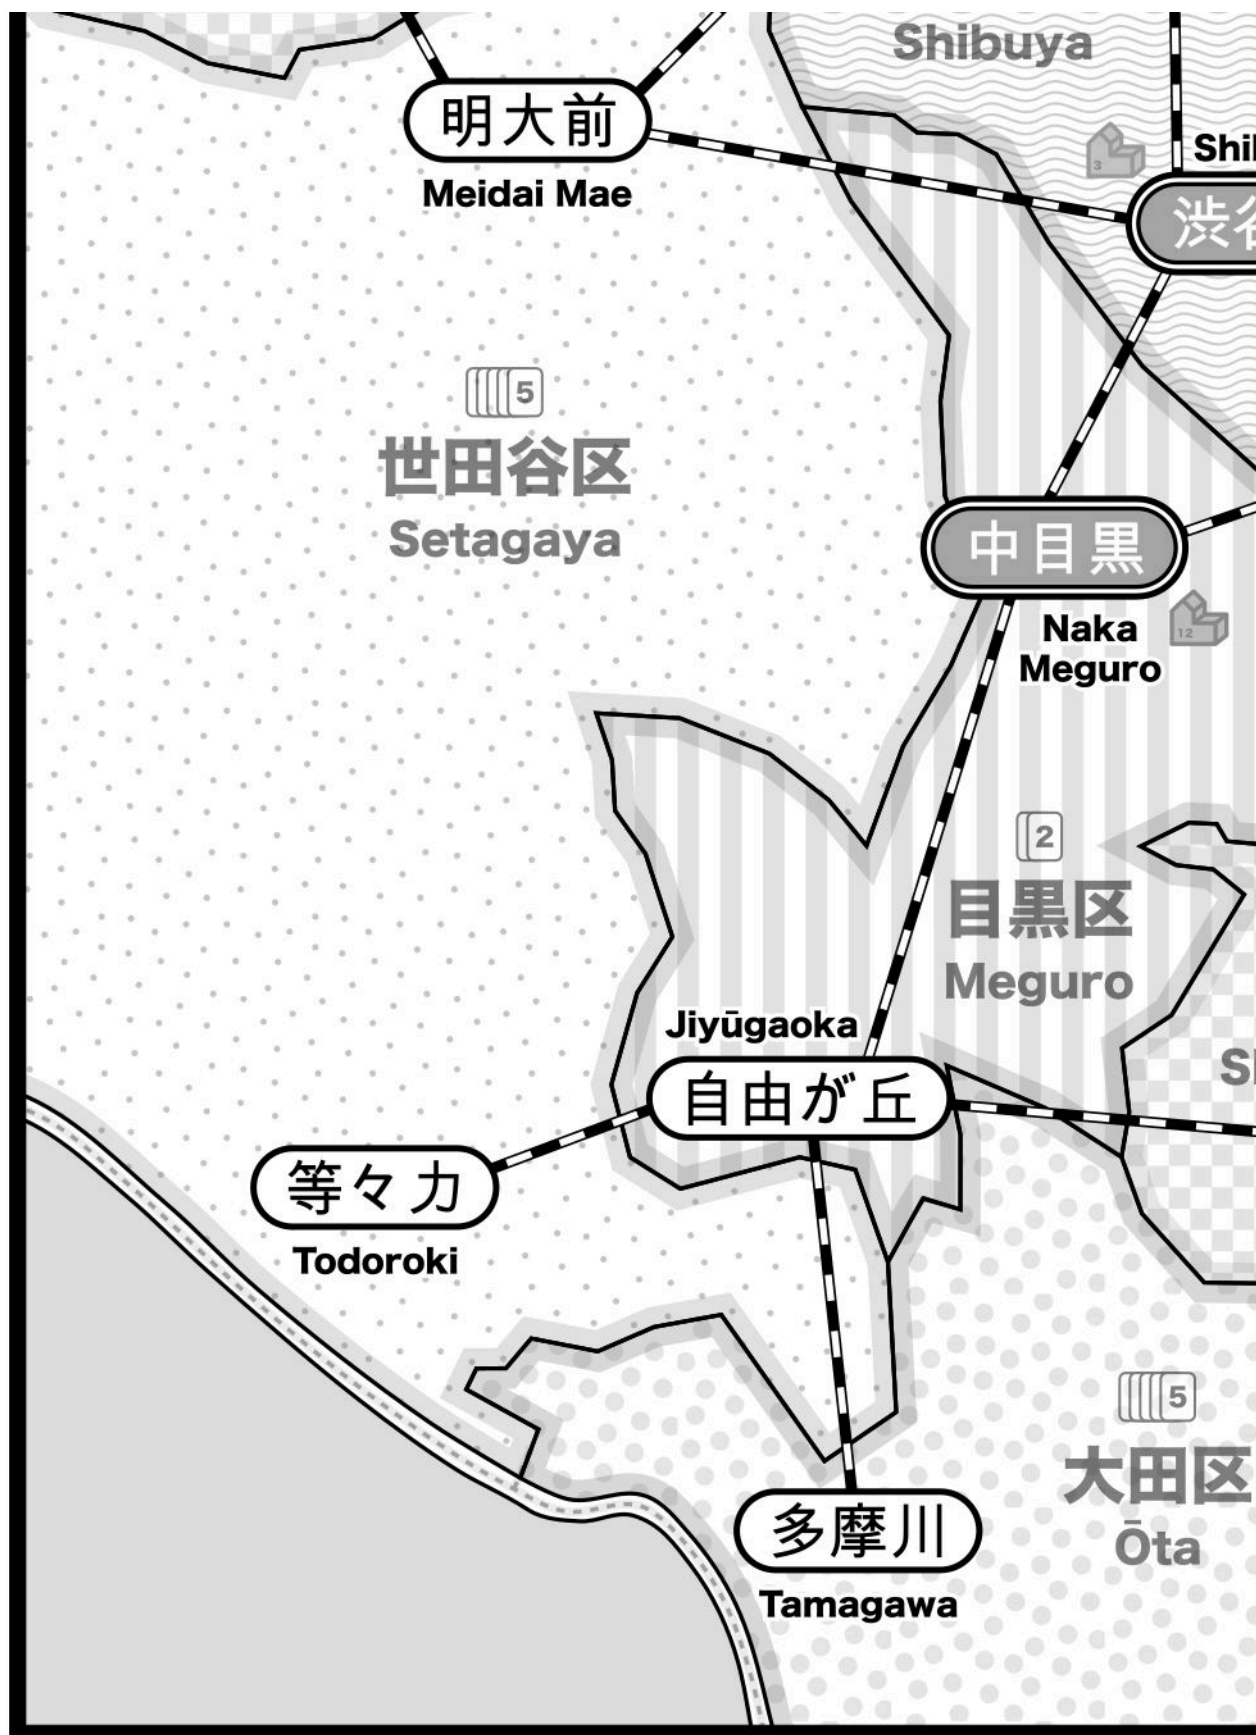 Shibuya
明大前
Meidai Mae
3
Shi
渋谷
5
世田谷区
Setagaya
中目黒
Naka
Meguro
12
2
目黒区
Meguro
Jiyūgaoka
自由が丘
S
等々力
Todoroki
5
大田区
Ōta
多摩川
Tamagawa